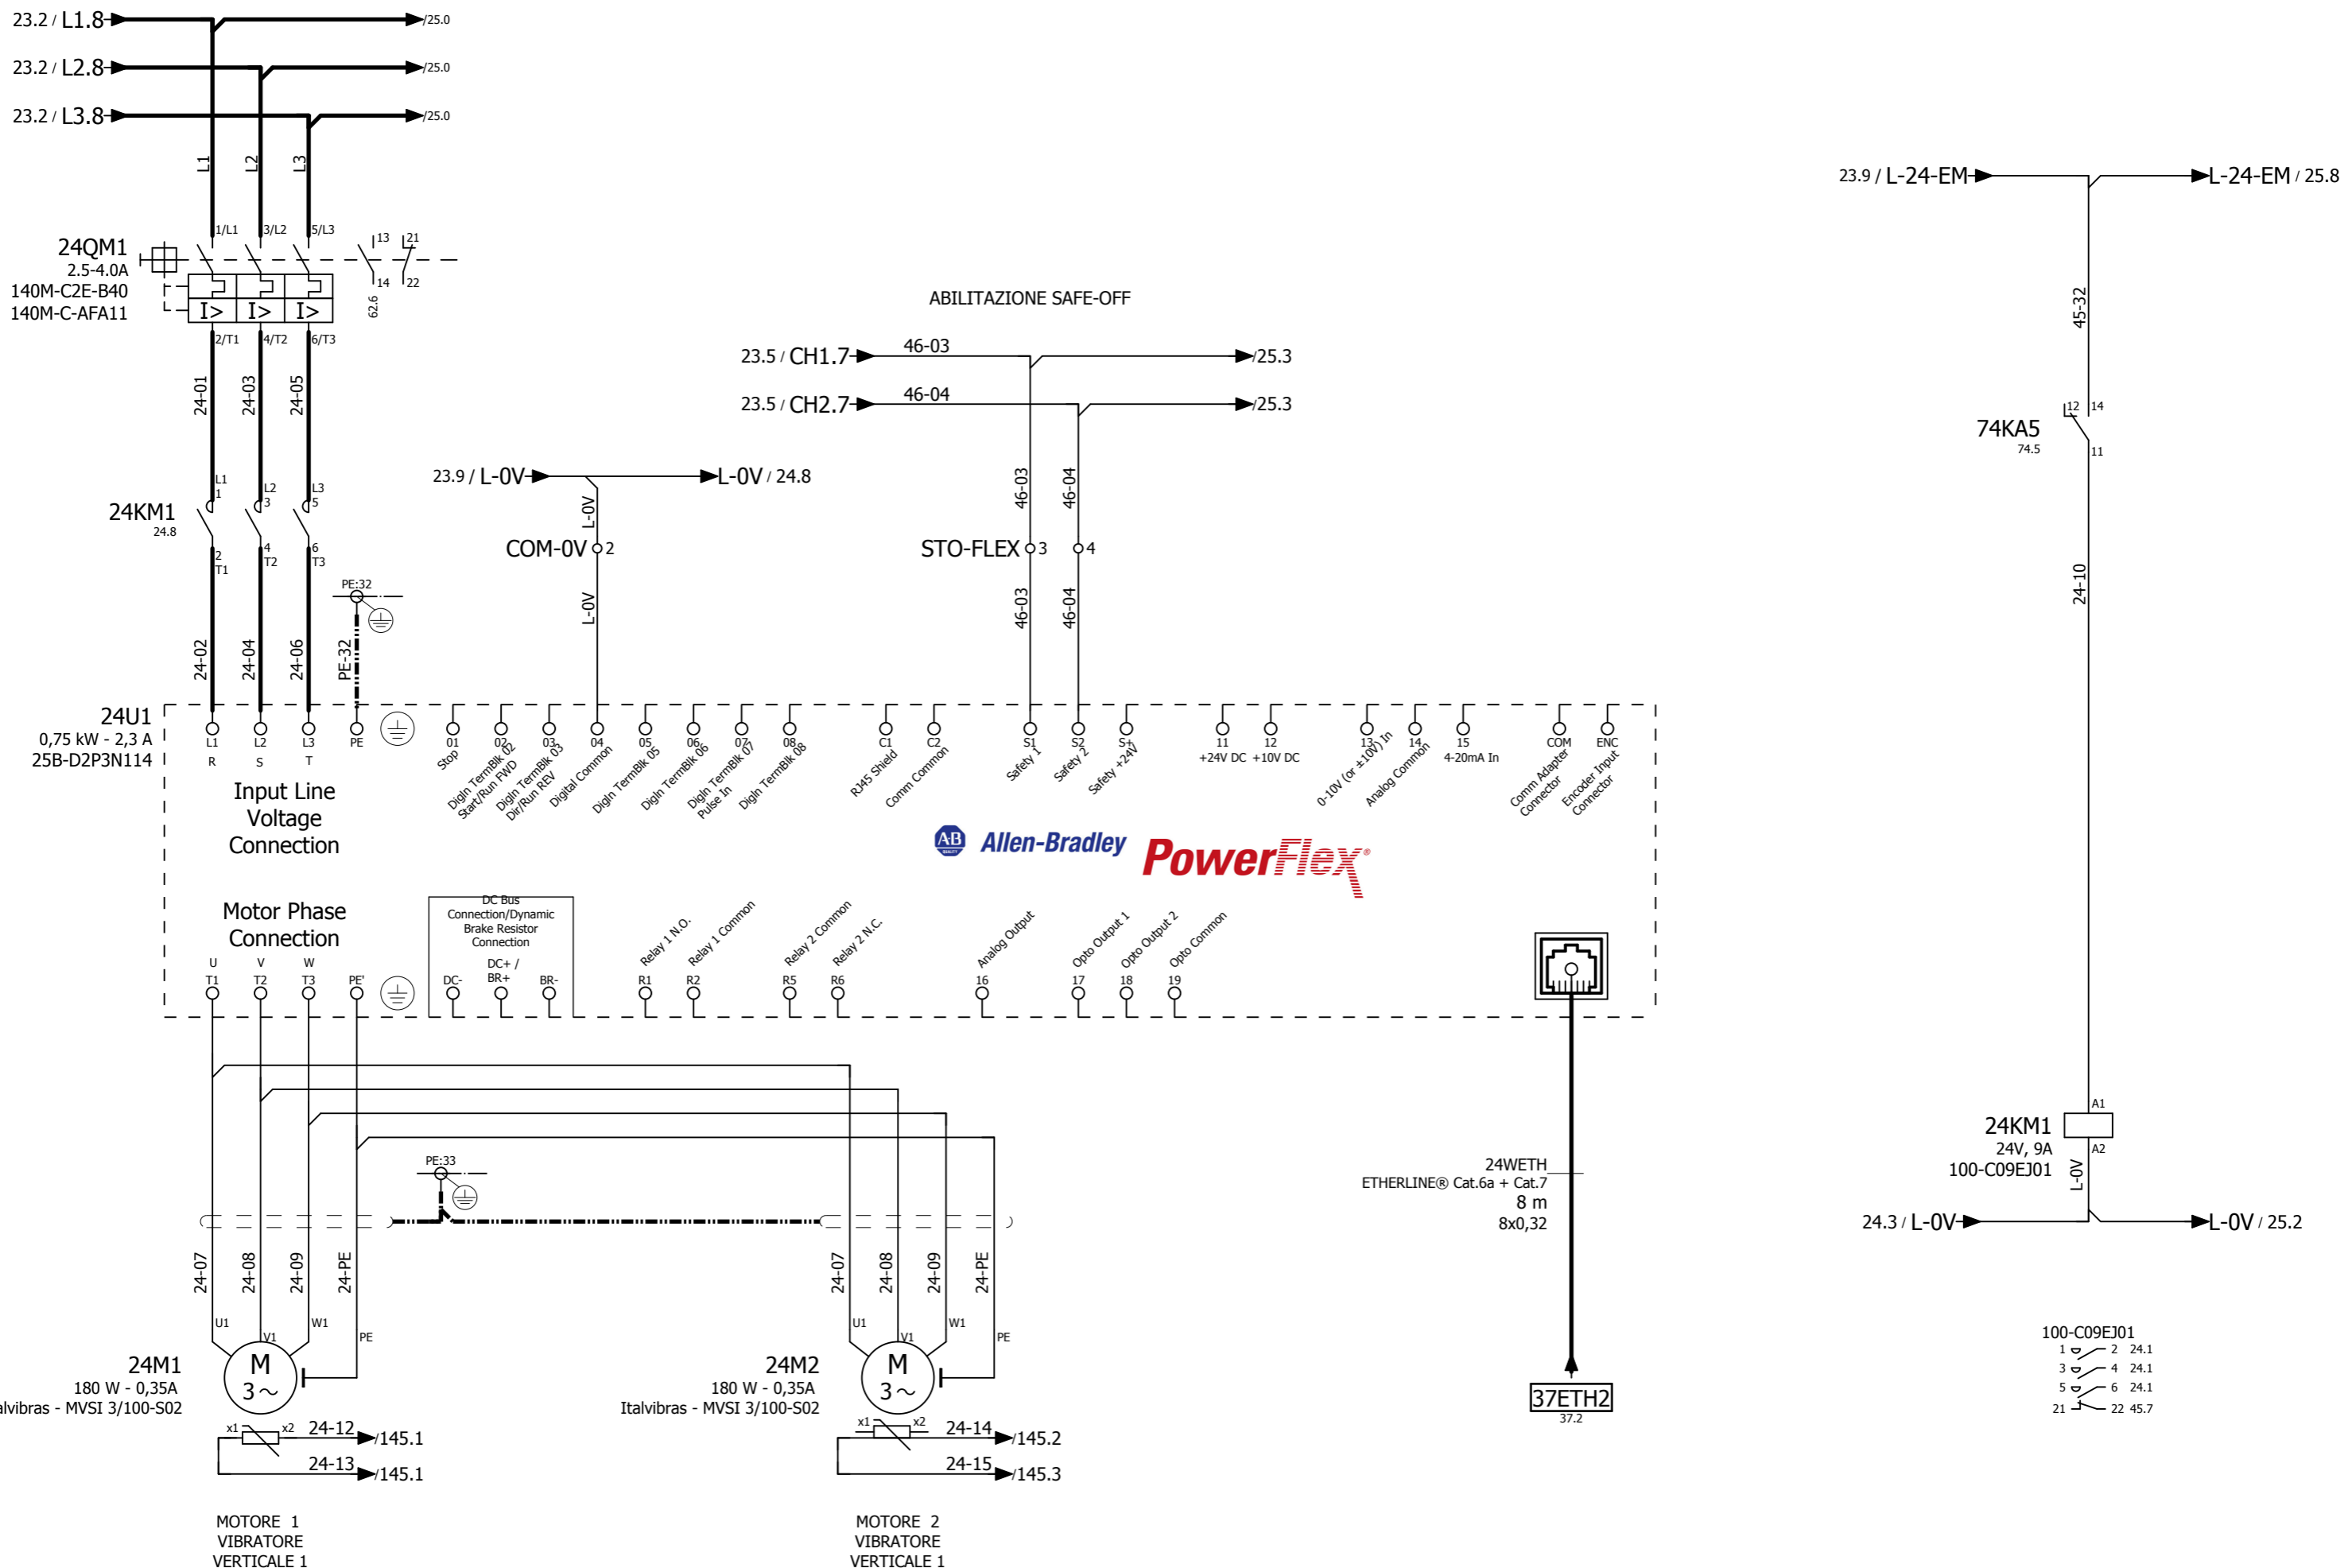 23.2 / L1.8
/25.0
23.2 / L2.8
/25.0
23.2 / L3.8
/25.0
L1
L2
L3
24QM1
2.5-4.0A
140M-C2E-B40
140M-C-AFA11
1/L1
3/L2
5/L3
13
21
14
22
62.6
I>
I>
I>
2/T1
4/T2
6/T3
24-01
24-03
24-05
24KM1
24.8
L1
1
L2
3
L3
5
2
T1
4
T2
6
T3
24-02
24-04
24-06
PE:32
PE-32
23.9 / L-0V
L-0V / 24.8
L-0V
COM-0V
2
L-0V
ABILITAZIONE SAFE-OFF
23.5 / CH1.7
46-03
/25.3
23.5 / CH2.7
46-04
/25.3
46-03
46-04
STO-FLEX
3
4
46-03
46-04
23.9 / L-24-EM
L-24-EM / 25.8
45-32
74KA5
74.5
12
14
11
24-10
24KM1
24V, 9A
100-C09EJ01
A1
A2
L-0V
24.3 / L-0V
L-0V / 25.2
100-C09EJ01
1 2 24.1
3 4 24.1
5 6 24.1
21 22 45.7
24U1
0,75 kW - 2,3 A
25B-D2P3N114
L1
R
L2
S
L3
T
PE
Input Line
Voltage
Connection
01
Stop
02
DigIn TermBlk 02
Start/Run FWD
03
DigIn TermBlk 03
Dir/Run REV
04
Digital Common
05
DigIn TermBlk 05
06
DigIn TermBlk 06
07
DigIn TermBlk 07
Pulse In
08
DigIn TermBlk 08
C1
RJ45 Shield
C2
Comm Common
S1
Safety 1
S2
Safety 2
S+
Safety +24V
11
+24V DC
12
+10V DC
13
0-10V (or ±10V) In
14
Analog Common
15
4-20mA In
COM
Comm Adapter
Connector
ENC
Encoder Input
Connector
AB
Allen-Bradley
PowerFlex®
Motor Phase
Connection
U
T1
V
T2
W
T3
PE'
DC Bus
Connection/Dynamic
Brake Resistor
Connection
DC-
DC+ /
BR+
BR-
Relay 1 N.O.
R1
Relay 1 Common
R2
Relay 2 Common
R5
Relay 2 N.C.
R6
Analog Output
16
Opto Output 1
17
Opto Output 2
18
Opto Common
19
PE:33
24-07
24-08
24-09
24-PE
24-07
24-08
24-09
24-PE
24WETH
ETHERLINE® Cat.6a + Cat.7
8 m
8x0,32
37ETH2
37.2
U1
V1
W1
PE
M
3～
24M1
180 W - 0,35A
alvibras - MVSI 3/100-S02
x1
x2
24-12
/145.1
24-13
/145.1
MOTORE 1
VIBRATORE
VERTICALE 1
U1
V1
W1
PE
M
3～
24M2
180 W - 0,35A
Italvibras - MVSI 3/100-S02
x1
x2
24-14
/145.2
24-15
/145.3
MOTORE 2
VIBRATORE
VERTICALE 1